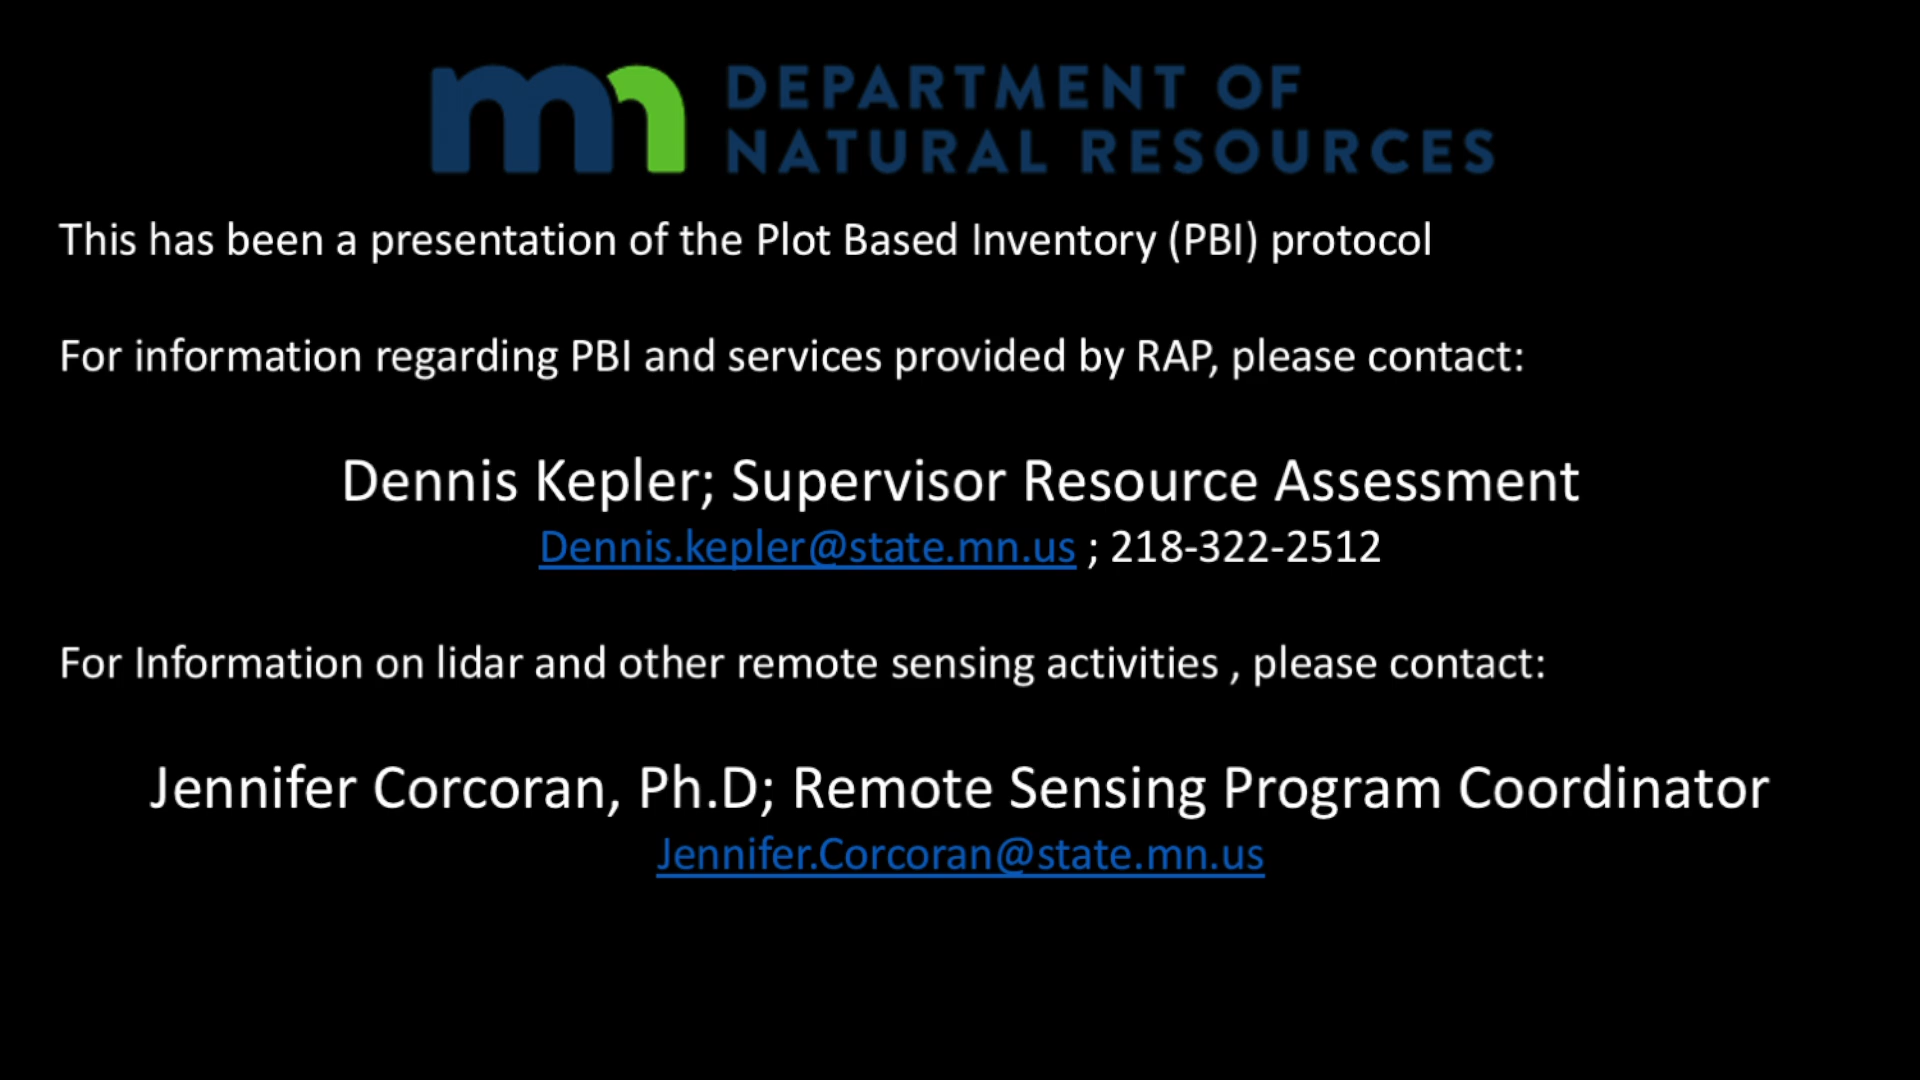 mn DEPARTMENT OF
NATURAL RESOURCES
This has been a presentation of the Plot Based Inventory (PBI) protocol
For information regarding PBI and services provided by RAP, please contact:
Dennis Kepler; Supervisor Resource Assessment
Dennis.kepler@state.mn.us ; 218-322-2512
For Information on lidar and other remote sensing activities , please contact:
Jennifer Corcoran, Ph.D; Remote Sensing Program Coordinator
Jennifer.Corcoran@state.mn.us